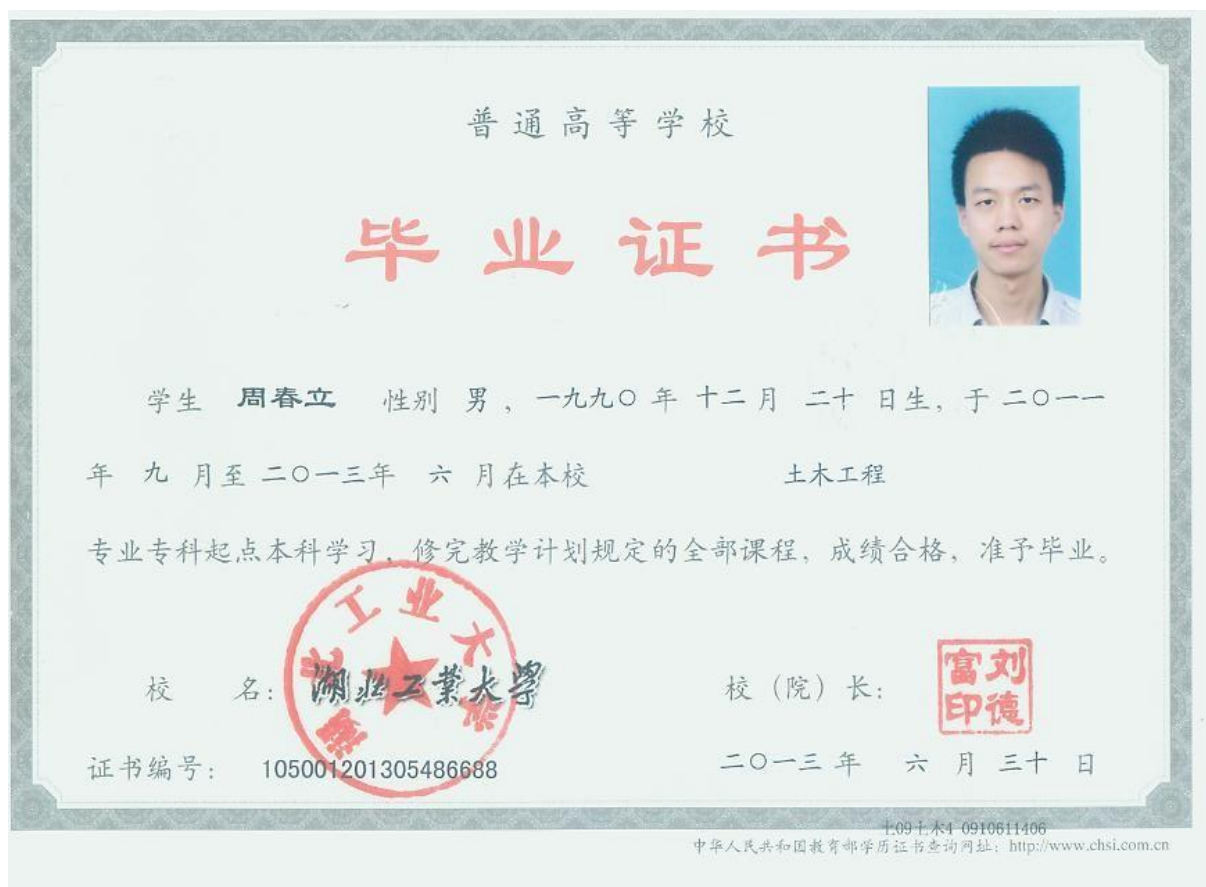 普通高等学校
毕业证书
学生 周春立 性别 男，一九九〇年 十二月 二十 日生，于二〇一一
年 九 月至二〇一三年 六 月在本校 土木工程
专业专科起点本科学习，修完教学计划规定的全部课程，成绩合格，准予毕业。
湖北工业大学
校 名：湖北工業大學
校（院）长：
刘德富印
证书编号：105001201305486688
二〇一三年 六 月 三十 日
土09土木4 0910611406
中华人民共和国教育部学历证书查询网址：http://www.chsi.com.cn